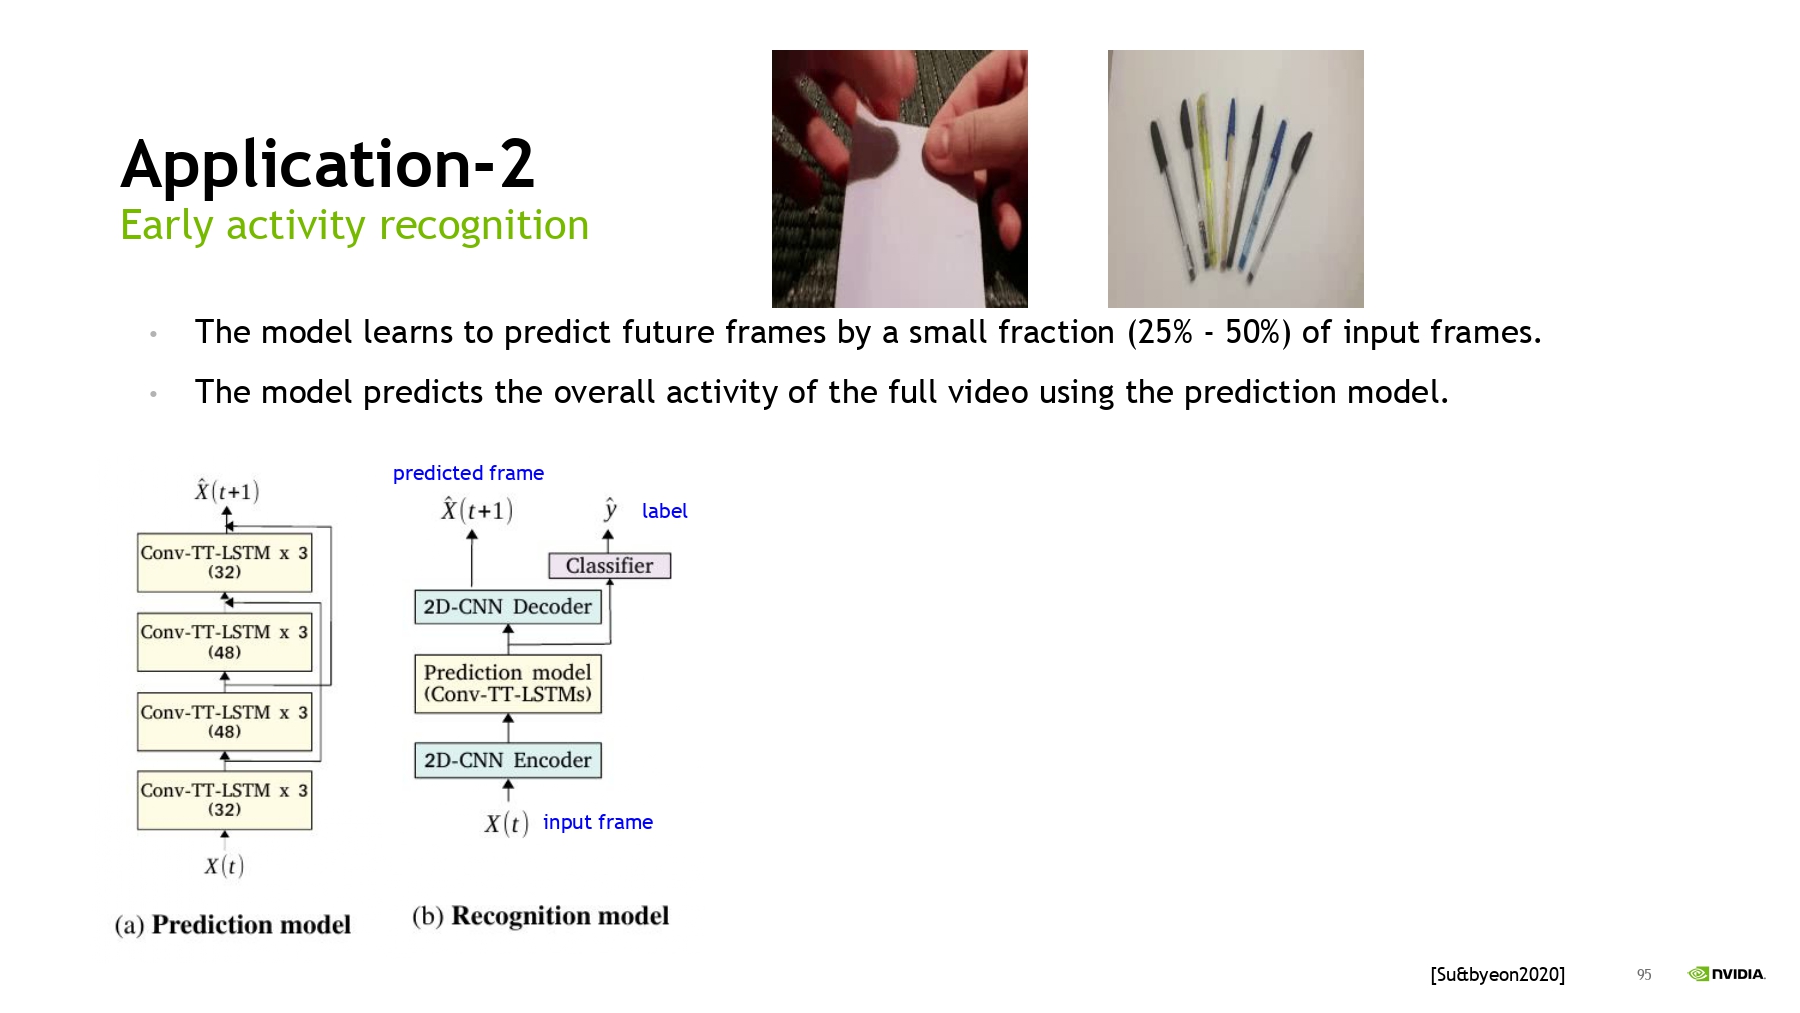 Application-2
Early activity recognition
• The model learns to predict future frames by a small fraction (25% - 50%) of input frames.
• The model predicts the overall activity of the full video using the prediction model.
X̂(t+1)
Conv-TT-LSTM x 3
(32)
Conv-TT-LSTM x 3
(48)
Conv-TT-LSTM x 3
(48)
Conv-TT-LSTM x 3
(32)
X(t)
(a) Prediction model
predicted frame
X̂(t+1)
ŷ label
Classifier
2D-CNN Decoder
Prediction model
(Conv-TT-LSTMs)
2D-CNN Encoder
X(t) input frame
(b) Recognition model
[Su&byeon2020]
95
NVIDIA.